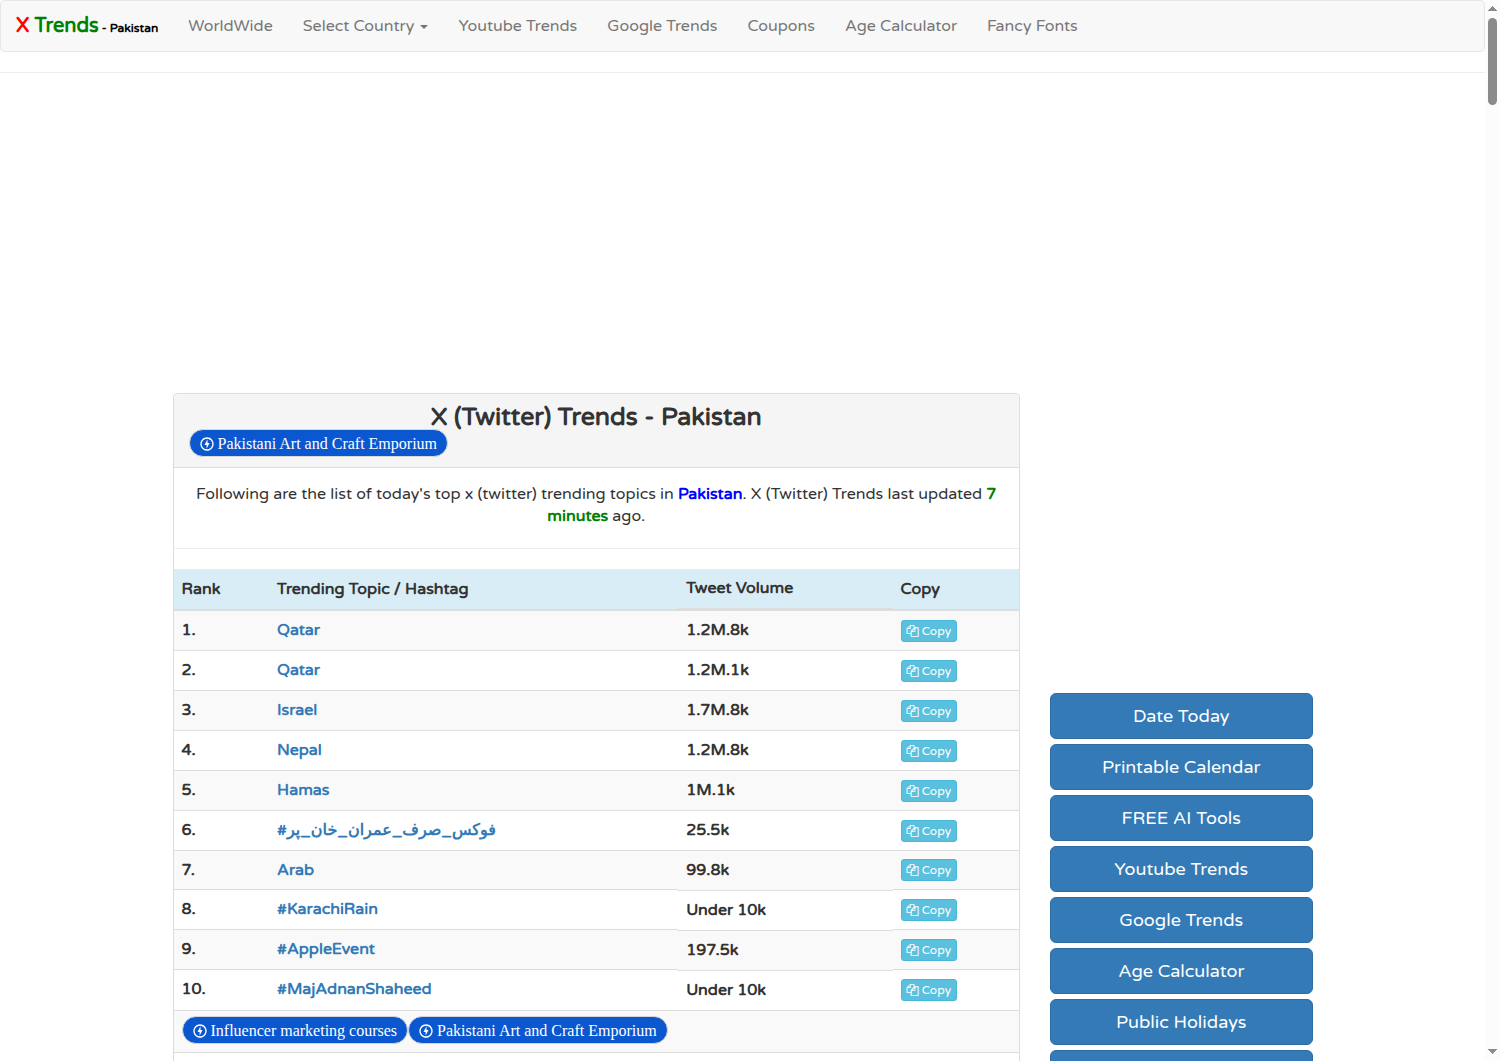 X Trends - Pakistan WorldWide Select Country Youtube Trends Google Trends Coupons Age Calculator Fancy Fonts
X (Twitter) Trends - Pakistan
Pakistani Art and Craft Emporium
Following are the list of today's top x (twitter) trending topics in Pakistan. X (Twitter) Trends last updated 7
minutes ago.
Rank Trending Topic / Hashtag Tweet Volume Copy
1. Qatar 1.2M.8k Copy
2. Qatar 1.2M.1k Copy
3. Israel 1.7M.8k Copy
4. Nepal 1.2M.8k Copy
5. Hamas 1M.1k Copy
6. #فوکس_صرف_عمران_خان_پر 25.5k Copy
7. Arab 99.8k Copy
8. #KarachiRain Under 10k Copy
9. #AppleEvent 197.5k Copy
10. #MajAdnanShaheed Under 10k Copy
Influencer marketing courses Pakistani Art and Craft Emporium
Date Today
Printable Calendar
FREE AI Tools
Youtube Trends
Google Trends
Age Calculator
Public Holidays